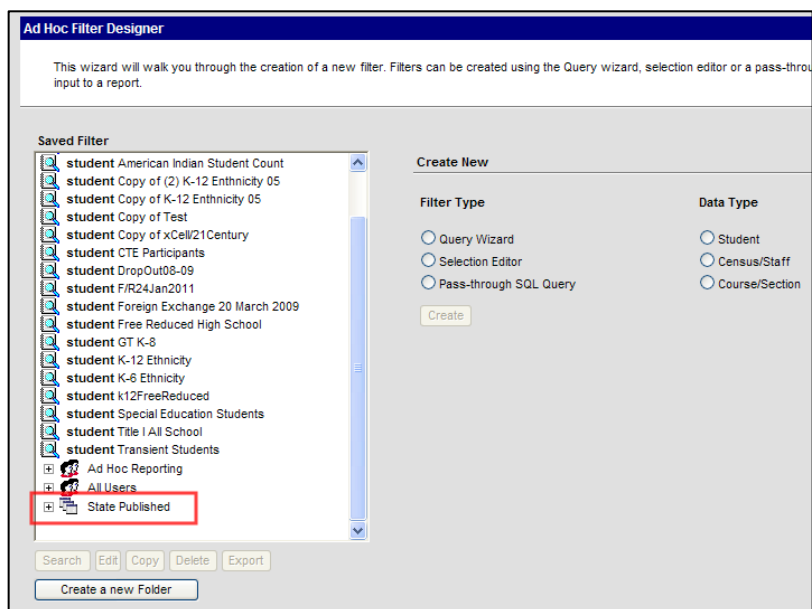 Ad Hoc Filter Designer
This wizard will walk you through the creation of a new filter. Filters can be created using the Query wizard, selection editor or a pass-throu
input to a report.
Saved Filter
student American Indian Student Count
student Copy of (2) K-12 Enthnicity 05
student Copy of K-12 Enthnicity 05
student Copy of Test
student Copy of xCell/21Century
student CTE Participants
student DropOut08-09
student F/R24Jan2011
student Foreign Exchange 20 March 2009
student Free Reduced High School
student GT K-8
student K-12 Ethnicity
student K-6 Ethnicity
student k12FreeReduced
student Special Education Students
student Title I All School
student Transient Students
Ad Hoc Reporting
All Users
State Published
Search Edit Copy Delete Export
Create a new Folder
Create New
Filter Type
Query Wizard
Selection Editor
Pass-through SQL Query
Create
Data Type
Student
Census/Staff
Course/Section